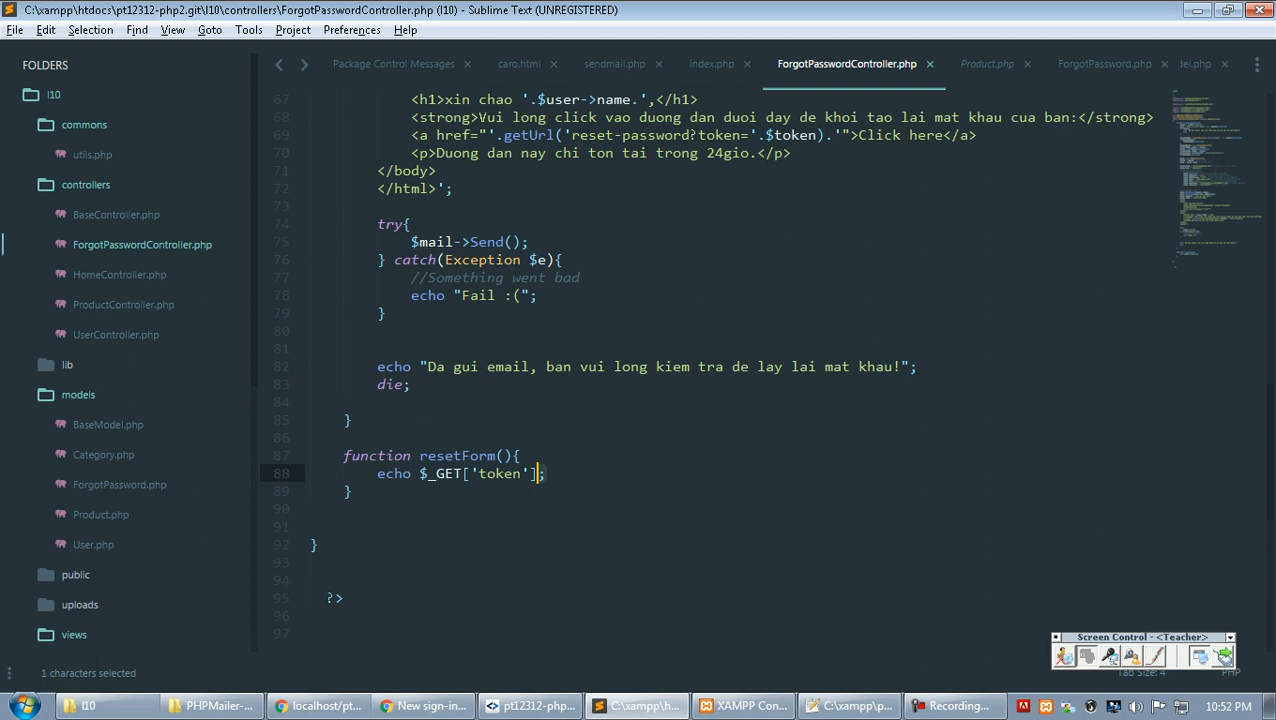 C:\xampp\htdocs\pt12312-php2.git\l10\controllers\ForgotPasswordController.php (l10) - Sublime Text (UNREGISTERED)
File Edit Selection Find View Goto Tools Project Preferences Help
FOLDERS
l10
commons
utils.php
controllers
BaseController.php
ForgotPasswordController.php
HomeController.php
ProductController.php
UserController.php
lib
models
BaseModel.php
Category.php
ForgotPassword.php
Product.php
User.php
public
uploads
views
Package Control Messages × caro.html × sendmail.php × index.php × ForgotPasswordController.php × Product.php × ForgotPassword.php × lei.php ×
67 <h1>xin chao '.$user->name.',</h1>
68 <strong>vui long click vao duong dan duoi day de khoi tao lai mat khau cua ban:</strong>
69 <a href="'.getUrl('reset-password?token='.$token).'">Click here</a>
70 <p>Duong dan nay chi ton tai trong 24gio.</p>
71 </body>
72 </html>';
73
74 try{
75 $mail->Send();
76 } catch(Exception $e){
77 //Something went bad
78 echo "Fail :(";
79 }
80
81
82 echo "Da gui email, ban vui long kiem tra de lay lai mat khau!";
83 die;
84
85 }
86
87 function resetForm(){
88 echo $_GET['token'];
89 }
90
91
92 }
93
94
95 ?>
96
97
Screen Control - <Teacher>
1 characters selected
Tab Size: 4 PHP
l10 PHPMailer-... localhost/pt... New sign-in... pt12312-php... C:\xampp\h... XAMPP Con... C:\xampp\p... Recording... 10:52 PM